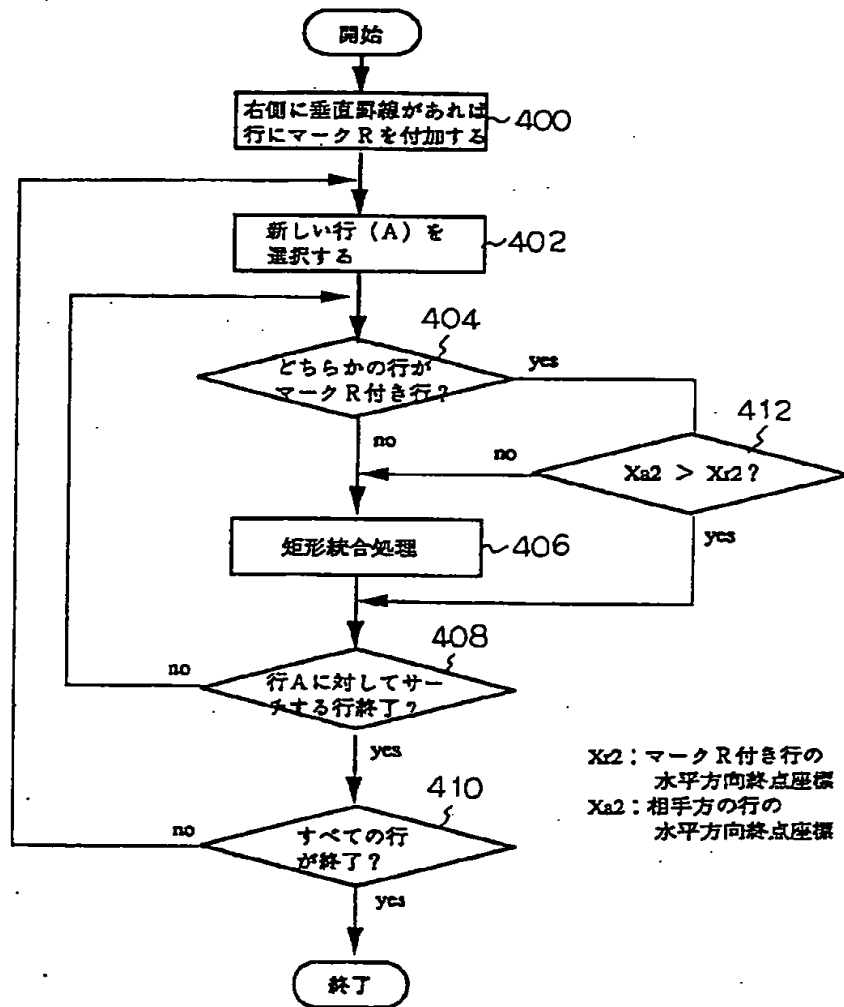 開始
右側に垂直罫線があれば
行にマークRを付加する
400
新しい行(A)を
選択する
402
404
どちらかの行が
マークR付き行?
yes
no
412
Xa2 > Xr2?
no
yes
矩形統合処理
406
408
行Aに対してサー
チする行終了?
no
yes
Xr2:マークR付き行の
水平方向終点座標
Xa2:相手方の行の
水平方向終点座標
410
すべての行
が終了?
no
yes
終了